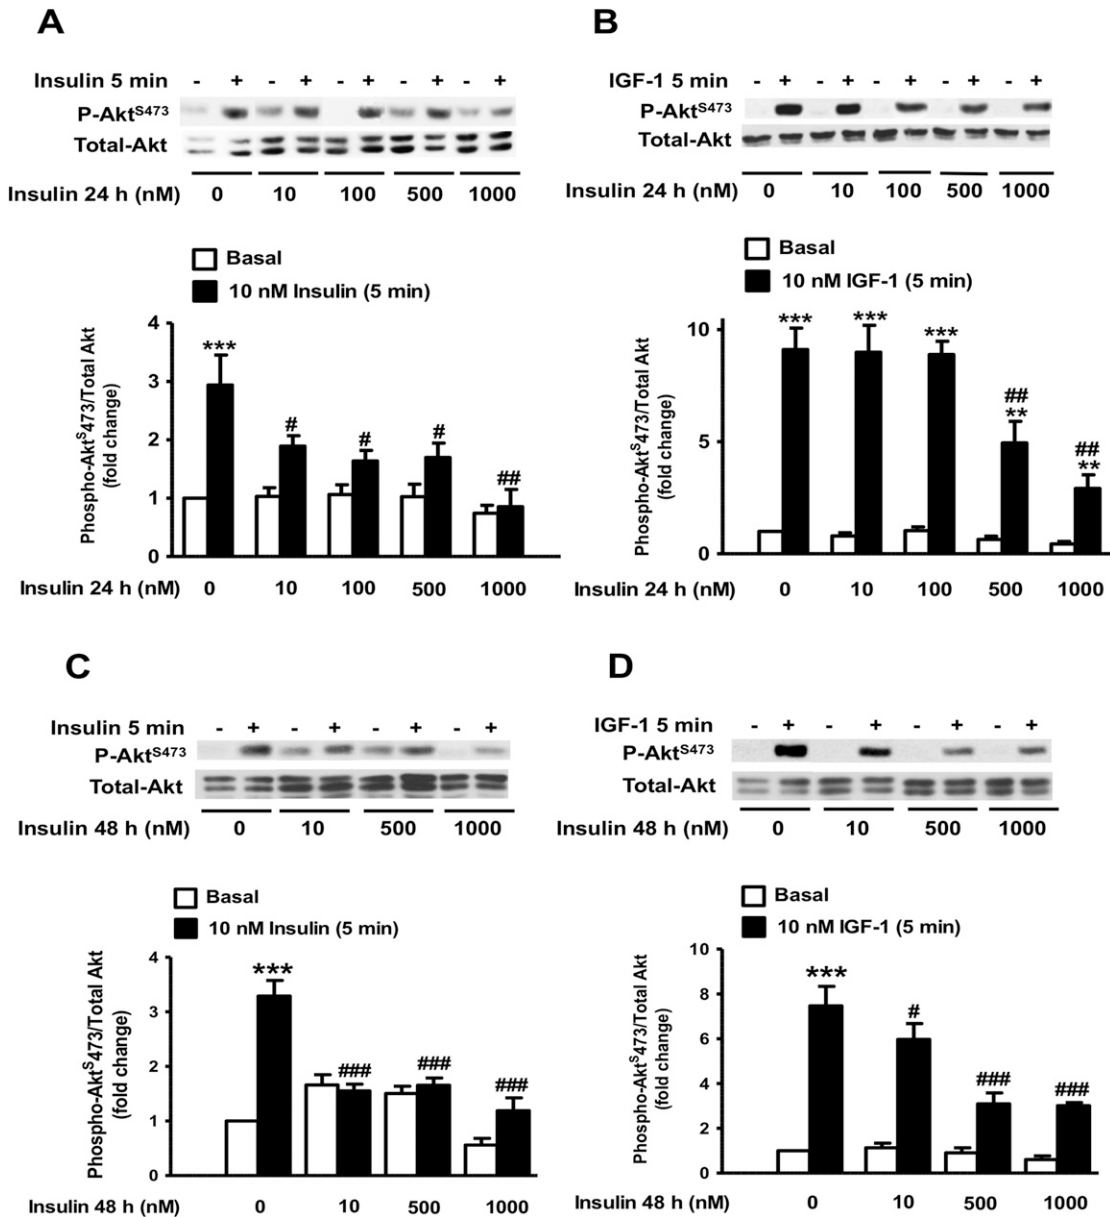 A
Insulin 5 min - + - + - + - + - +
P-Akt^S473
Total-Akt
Insulin 24 h (nM) 0 10 100 500 1000
Basal
10 nM Insulin (5 min)
Phospho-Akt^S473/Total Akt
(fold change)
4
3
2
1
0
***
#
#
#
##
Insulin 24 h (nM) 0 10 100 500 1000
B
IGF-1 5 min - + - + - + - + - +
P-Akt^S473
Total-Akt
Insulin 24 h (nM) 0 10 100 500 1000
Basal
10 nM IGF-1 (5 min)
Phospho-Akt^S473/Total Akt
(fold change)
10
5
0
***
***
***
##
**
##
**
Insulin 24 h (nM) 0 10 100 500 1000
C
Insulin 5 min - + - + - + - +
P-Akt^S473
Total-Akt
Insulin 48 h (nM) 0 10 500 1000
Basal
10 nM Insulin (5 min)
Phospho-Akt^S473/Total Akt
(fold change)
4
3
2
1
0
***
###
###
###
Insulin 48 h (nM) 0 10 500 1000
D
IGF-1 5 min - + - + - + - +
P-Akt^S473
Total-Akt
Insulin 48 h (nM) 0 10 500 1000
Basal
10 nM IGF-1 (5 min)
Phospho-Akt^S473/Total Akt
(fold change)
10
8
6
4
2
0
***
#
###
###
Insulin 48 h (nM) 0 10 500 1000